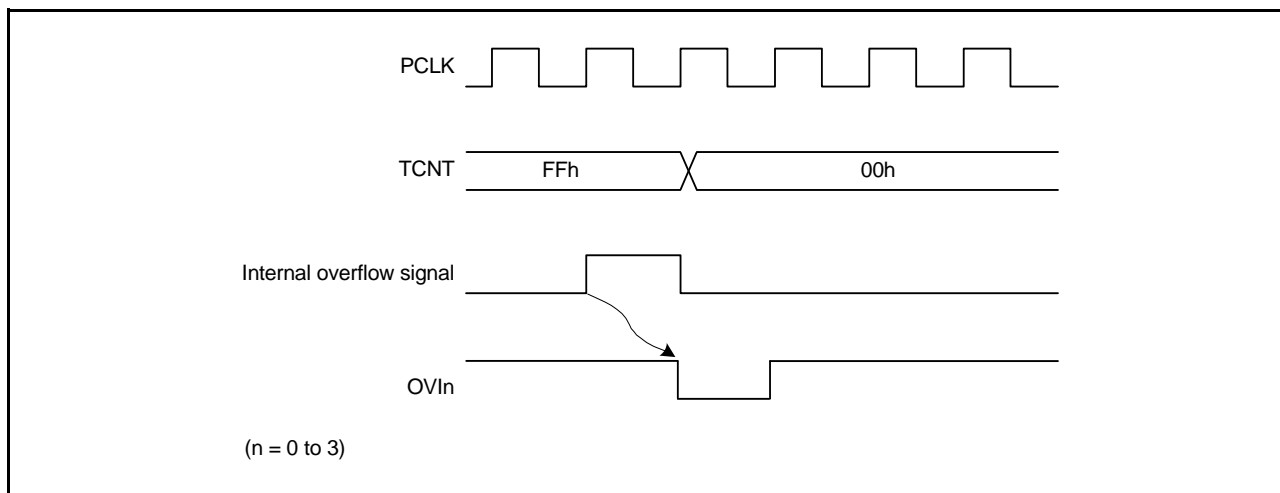 PCLK
TCNT
FFh
00h
Internal overflow signal
OVIn
(n = 0 to 3)